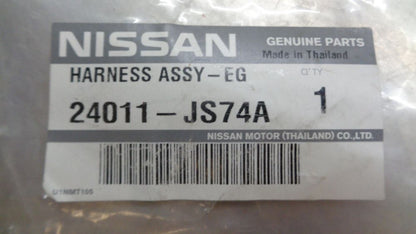 NISSAN
GENUINE PARTS
Made in Thailand
HARNESS ASSY-EG
Q'TY
24011-JS74A
1
NISSAN MOTOR (THAILAND) CO.,LTD.